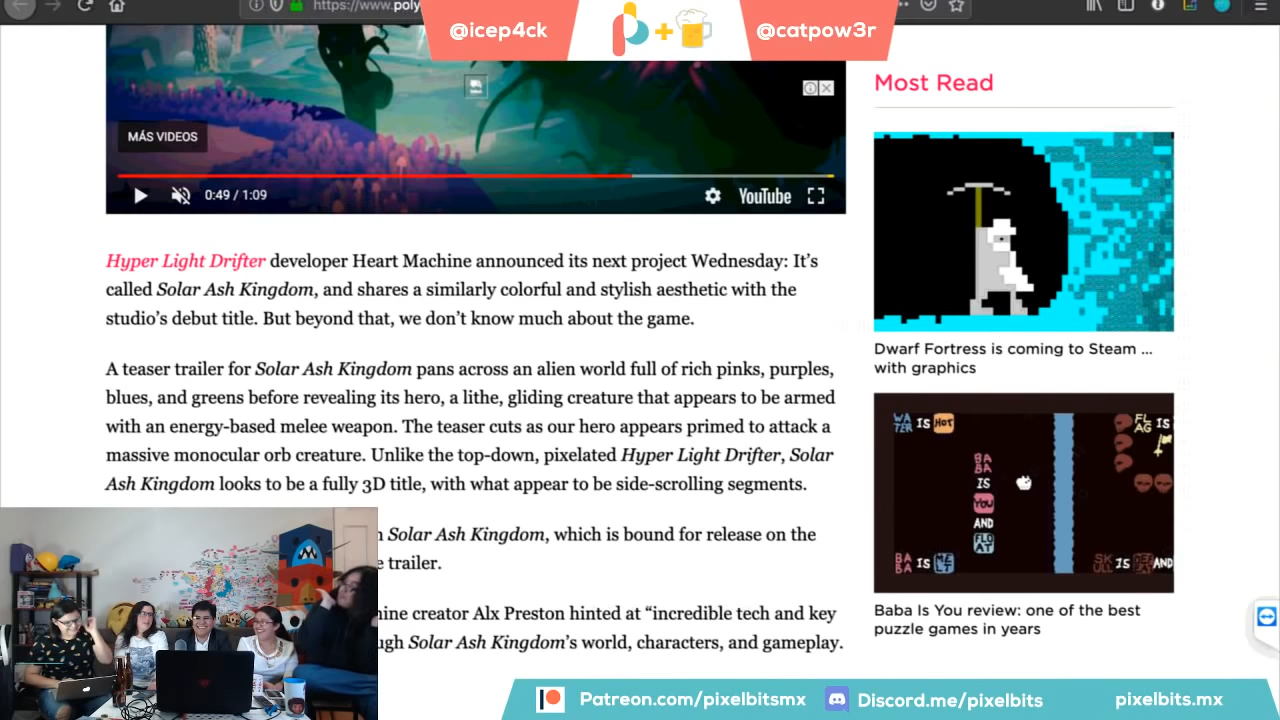 https://www.poly
@icep4ck
@catpow3r
MÁS VIDEOS
0:49 / 1:09
YouTube
Hyper Light Drifter developer Heart Machine announced its next project Wednesday: It's
called Solar Ash Kingdom, and shares a similarly colorful and stylish aesthetic with the
studio's debut title. But beyond that, we don't know much about the game.
A teaser trailer for Solar Ash Kingdom pans across an alien world full of rich pinks, purples,
blues, and greens before revealing its hero, a lithe, gliding creature that appears to be armed
with an energy-based melee weapon. The teaser cuts as our hero appears primed to attack a
massive monocular orb creature. Unlike the top-down, pixelated Hyper Light Drifter, Solar
Ash Kingdom looks to be a fully 3D title, with what appear to be side-scrolling segments.
Solar Ash Kingdom, which is bound for release on the
e trailer.
ine creator Alx Preston hinted at “incredible tech and key
ugh Solar Ash Kingdom's world, characters, and gameplay.
Most Read
Dwarf Fortress is coming to Steam ...
with graphics
WA
TER IS HOT
FL
AG IS
BA
BA
IS
YOU
AND
FLO
AT
BA
BA IS MELT
SK
ULL IS DEFEAT AND
Baba Is You review: one of the best
puzzle games in years
Patreon.com/pixelbitsmx
Discord.me/pixelbits
pixelbits.mx